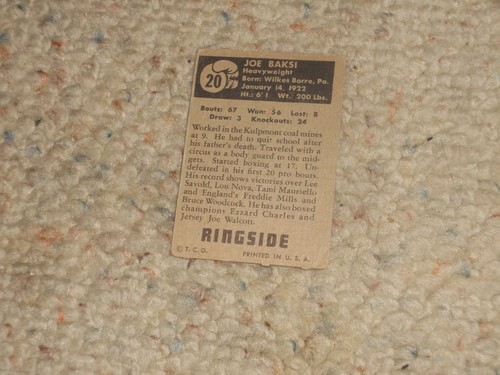 20
JOE BAKSI
Heavyweight
Born: Wilkes Barre, Pa.
January 14, 1922
Ht.: 6'1 Wt. 200 Lbs.
Bouts: 67 Won: 56 Lost: 8
Draw: 3 Knockouts: 24
Worked in the Kulpmont coal mines
at 9. He had to quit school after
his father's death. Traveled with a
circus as a body guard to the mid-
gets. Started boxing at 17. Un-
defeated in his first 20 pro bouts.
His record shows victories over Lee
Savold, Lou Nova, Tami Mauriello
and England's Freddie Mills and
Bruce Woodcock. He has also boxed
champions Ezzard Charles and
Jersey Joe Walcott.
RINGSIDE
© T. C. G. PRINTED IN U. S. A.